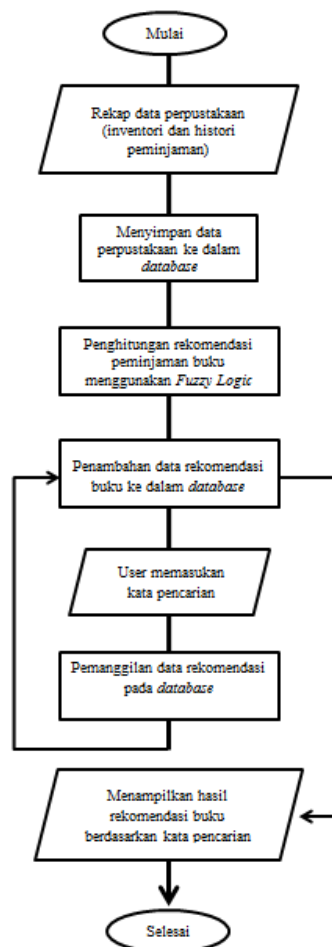 Mulai
Rekap data perpustakaan
(inventori dan histori
peminjaman)
Menyimpan data
perpustakaan ke dalam
database
Penghitungan rekomendasi
peminjaman buku
menggunakan Fuzzy Logic
Penambahan data rekomendasi
buku ke dalam database
User memasukan
kata pencarian
Pemanggilan data rekomendasi
pada database
Menampilkan hasil
rekomendasi buku
berdasarkan kata pencarian
Selesai